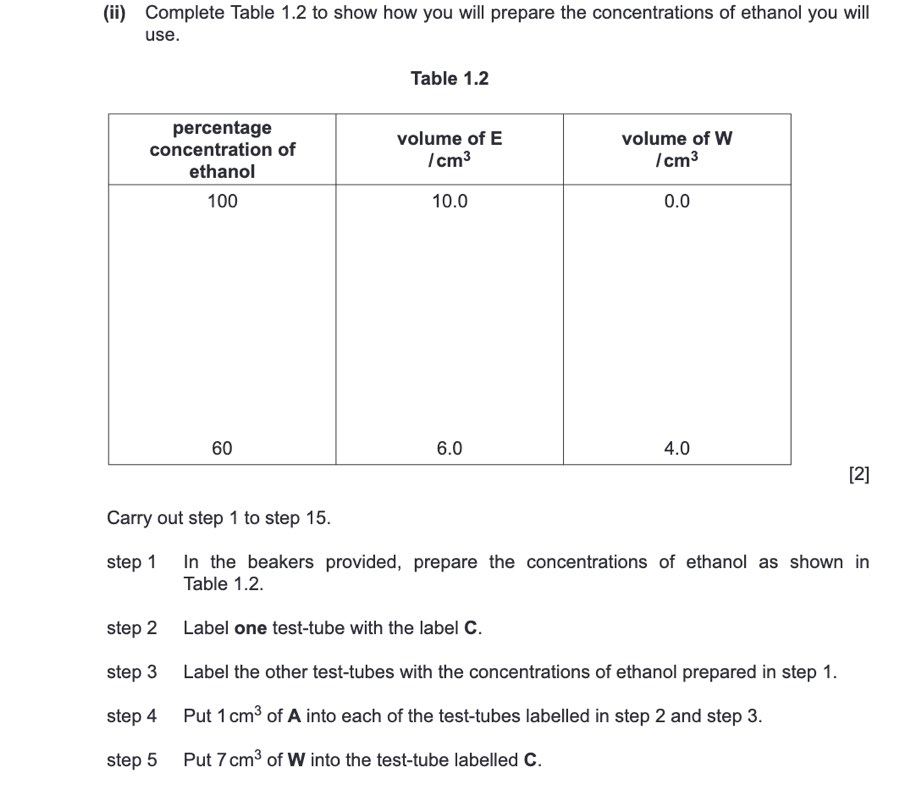 (ii) Complete Table 1.2 to show how you will prepare the concentrations of ethanol you will
use.
Table 1.2
percentage
concentration of
ethanol
volume of E
/cm³
volume of W
/cm³
100 10.0 0.0
60 6.0 4.0
[2]
Carry out step 1 to step 15.
step 1 In the beakers provided, prepare the concentrations of ethanol as shown in
Table 1.2.
step 2 Label one test-tube with the label C.
step 3 Label the other test-tubes with the concentrations of ethanol prepared in step 1.
step 4 Put 1 cm³ of A into each of the test-tubes labelled in step 2 and step 3.
step 5 Put 7 cm³ of W into the test-tube labelled C.